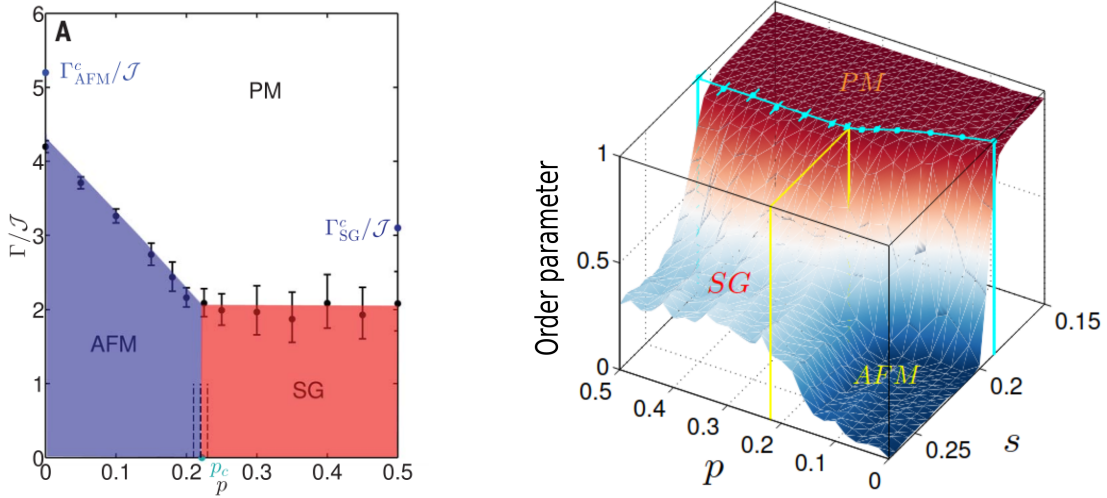 A
6
5
4
3
2
1
0
Γ/𝒥
Γ^c_AFM/𝒥
PM
Γ^c_SG/𝒥
AFM
SG
0 0.1 0.2 0.3 0.4 0.5
p_c
p
Order parameter
1
0.5
0
PM
SG
AFM
0.5
0.4
0.3
0.2
0.1
0
p
0.15
0.2
0.25
s